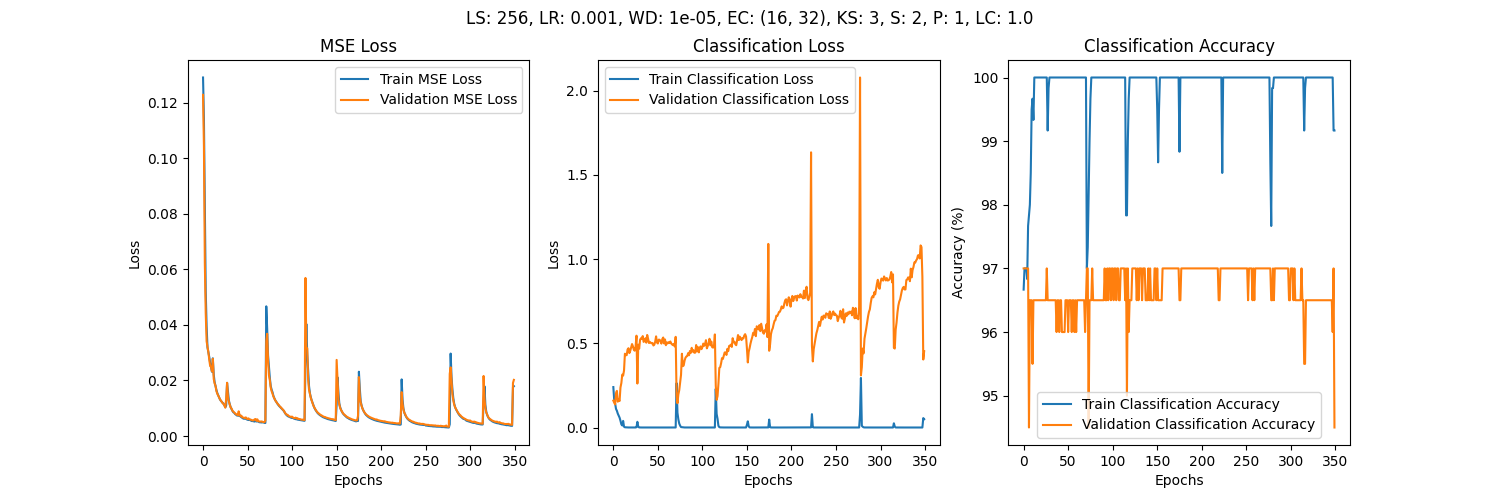 LS: 256, LR: 0.001, WD: 1e-05, EC: (16, 32), KS: 3, S: 2, P: 1, LC: 1.0
MSE Loss
Train MSE Loss
Validation MSE Loss
Loss
0.12
0.10
0.08
0.06
0.04
0.02
0.00
0 50 100 150 200 250 300 350
Epochs
Classification Loss
Train Classification Loss
Validation Classification Loss
Loss
2.0
1.5
1.0
0.5
0.0
0 50 100 150 200 250 300 350
Epochs
Classification Accuracy
Accuracy (%)
100
99
98
97
96
95
Train Classification Accuracy
Validation Classification Accuracy
0 50 100 150 200 250 300 350
Epochs